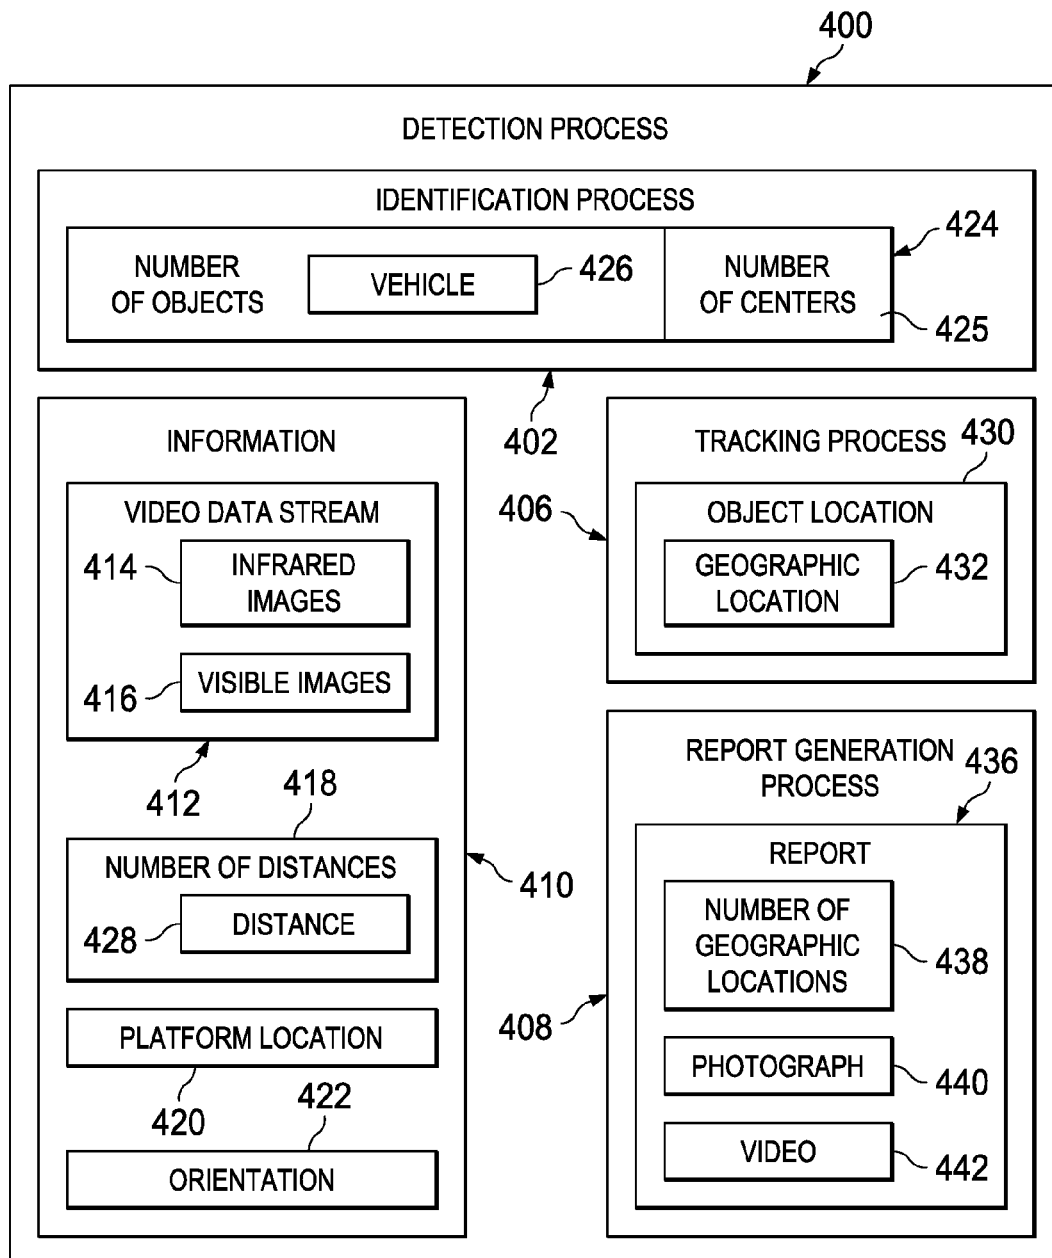 400
DETECTION PROCESS
IDENTIFICATION PROCESS
NUMBER
OF OBJECTS
VEHICLE
426
NUMBER
OF CENTERS
424
425
402
INFORMATION
VIDEO DATA STREAM
414
INFRARED
IMAGES
416
VISIBLE IMAGES
412
418
NUMBER OF DISTANCES
428
DISTANCE
410
PLATFORM LOCATION
420
422
ORIENTATION
TRACKING PROCESS
430
406
OBJECT LOCATION
GEOGRAPHIC
LOCATION
432
REPORT GENERATION
PROCESS
436
REPORT
NUMBER OF
GEOGRAPHIC
LOCATIONS
438
408
PHOTOGRAPH
440
VIDEO
442